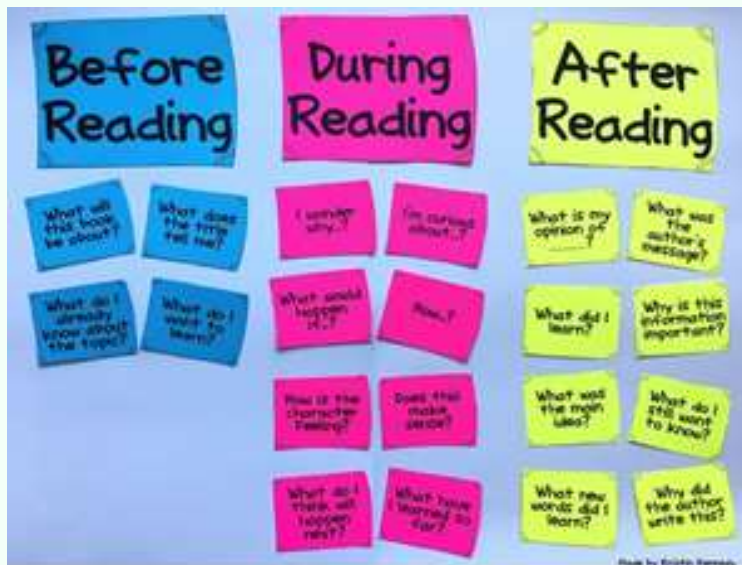 Before
Reading
What will
this book
be about?
What does
the title
tell me?
What do I
already
know about
the topic?
What do I
want to
learn?
During
Reading
I wonder
why..?
I'm curious
about..?
What would
happen
if..?
How..?
How is the
character
feeling?
Does this
make
sense?
What do I
think will
happen
next?
What have
I learned so
far?
After
Reading
What is my
opinion of
_____?
What was
the
author's
message?
What did I
learn?
Why is this
information
important?
What was
the main
idea?
What do I
still want
to know?
What new
words did I
learn?
Why did
the author
write this?
by Kristin